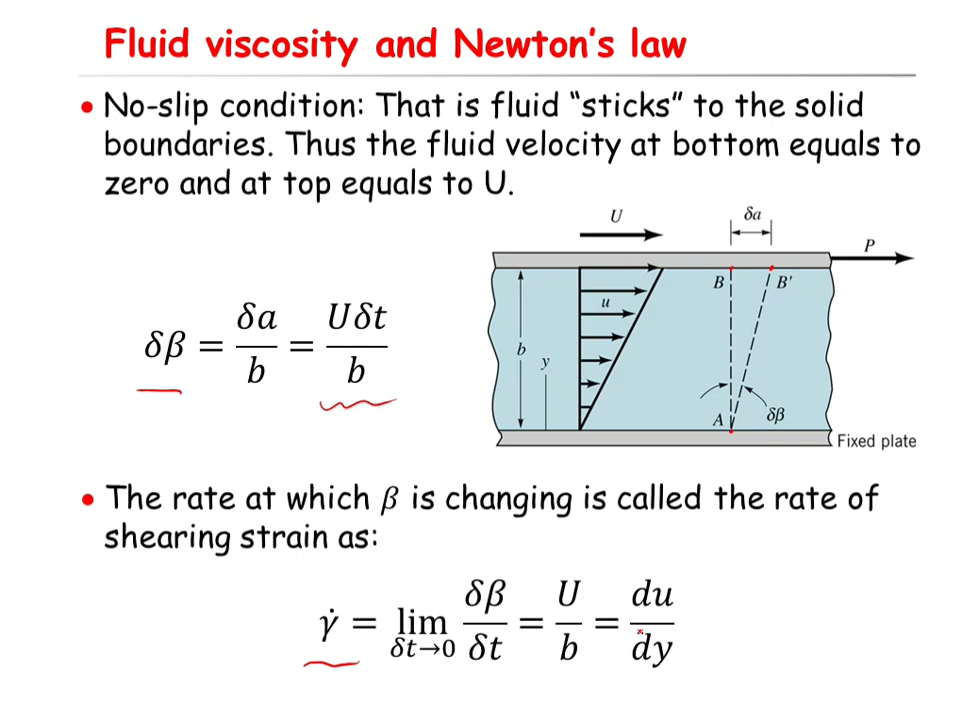 Fluid viscosity and Newton's law
• No-slip condition: That is fluid “sticks” to the solid
boundaries. Thus the fluid velocity at bottom equals to
zero and at top equals to U.
U
δa
P
B
B'
u
b
y
A
δβ
Fixed plate
δβ = δa/b = Uδt/b
• The rate at which β is changing is called the rate of
shearing strain as:
γ̇ = lim δt→0 δβ/δt = U/b = du/dy